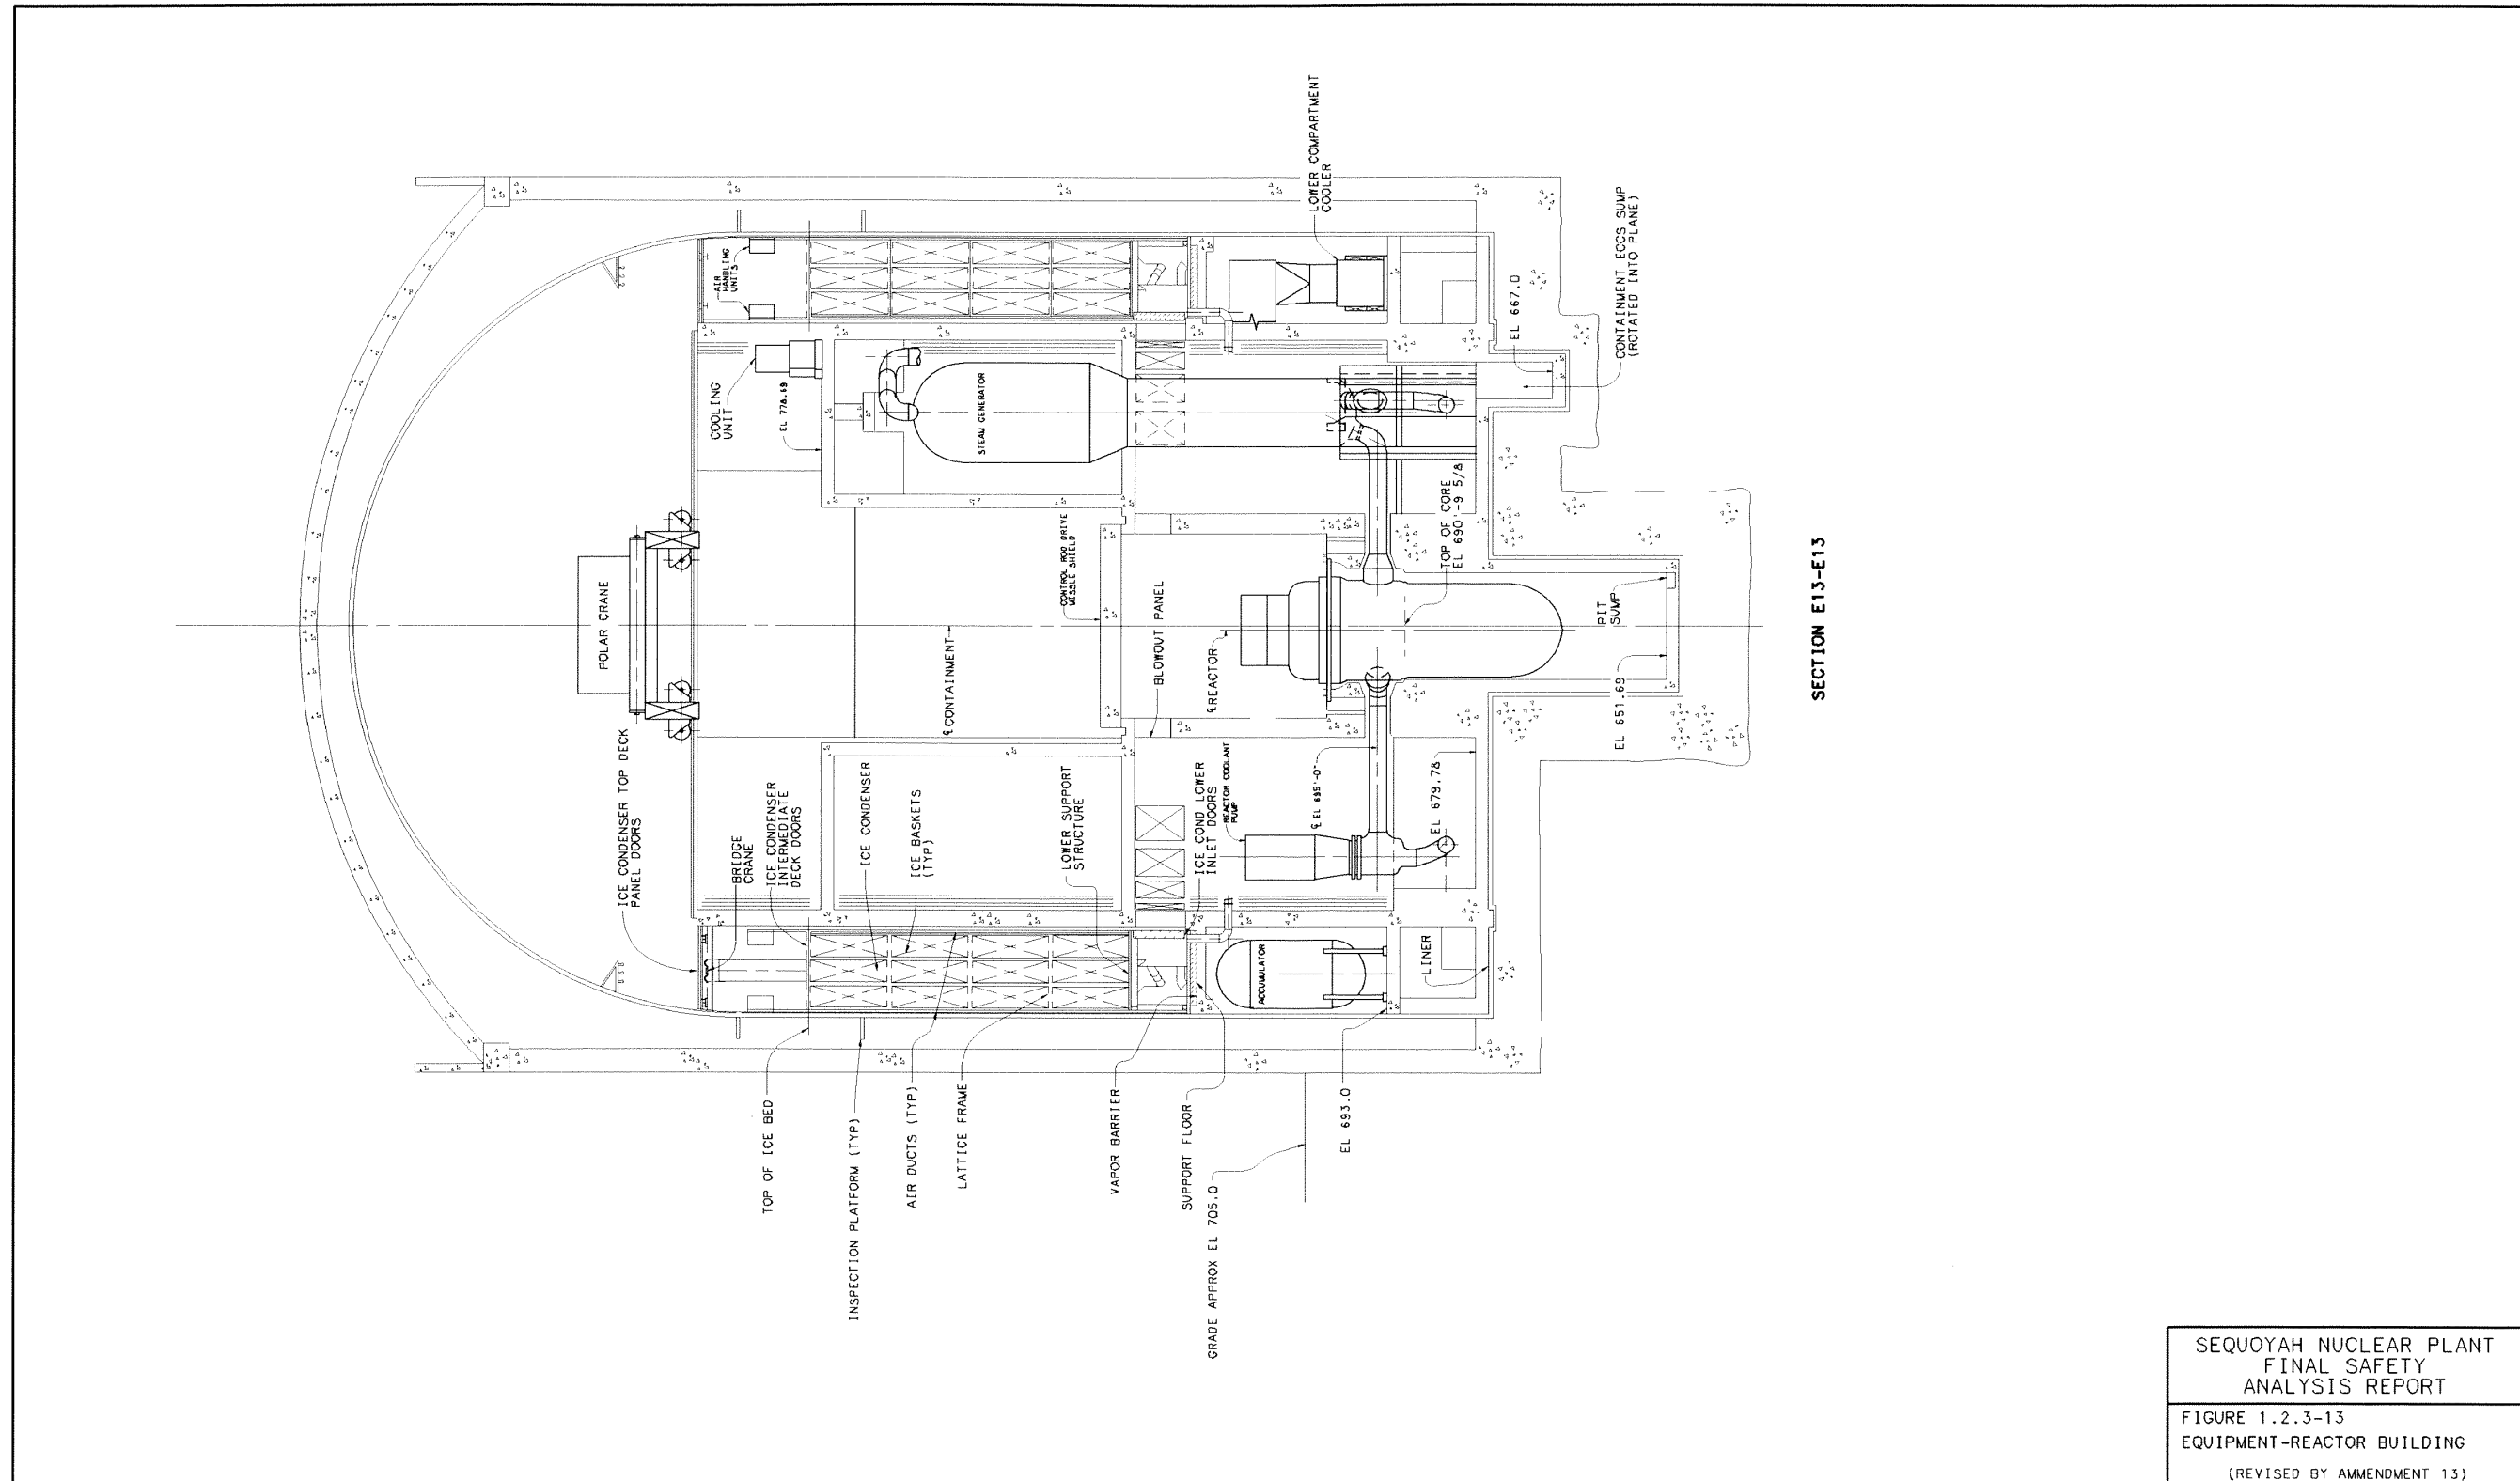 LOWER COMPARTMENT
COOLER
CONTAINMENT ECCS SUMP
(ROTATED INTO PLANE)
EL 667.0
AIR
HANDLING
UNITS
COOLING
UNIT
EL 778.69
STEAM GENERATOR
TOP OF CORE
EL 690'-9 5/8
CONTROL ROD DRIVE
MISSLE SHIELD
POLAR CRANE
℄CONTAINMENT
BLOWOUT PANEL
℄REACTOR
PIT
SUMP
EL 651.69
SECTION E13-E13
ICE CONDENSER TOP DECK
PANEL DOORS
BRIDGE
CRANE
ICE CONDENSER
INTERMEDIATE
DECK DOORS
ICE CONDENSER
ICE BASKETS
(TYP)
LOWER SUPPORT
STRUCTURE
ICE COND LOWER
INLET DOORS
REACTOR COOLANT
PUMP
℄ EL 695'-0"
EL 679.78
ACCUMULATOR
LINER
TOP OF ICE BED
INSPECTION PLATFORM (TYP)
AIR DUCTS (TYP)
LATTICE FRAME
VAPOR BARRIER
SUPPORT FLOOR
GRADE APPROX EL 705.0
EL 693.0
SEQUOYAH NUCLEAR PLANT
FINAL SAFETY
ANALYSIS REPORT
FIGURE 1.2.3-13
EQUIPMENT-REACTOR BUILDING
(REVISED BY AMMENDMENT 13)